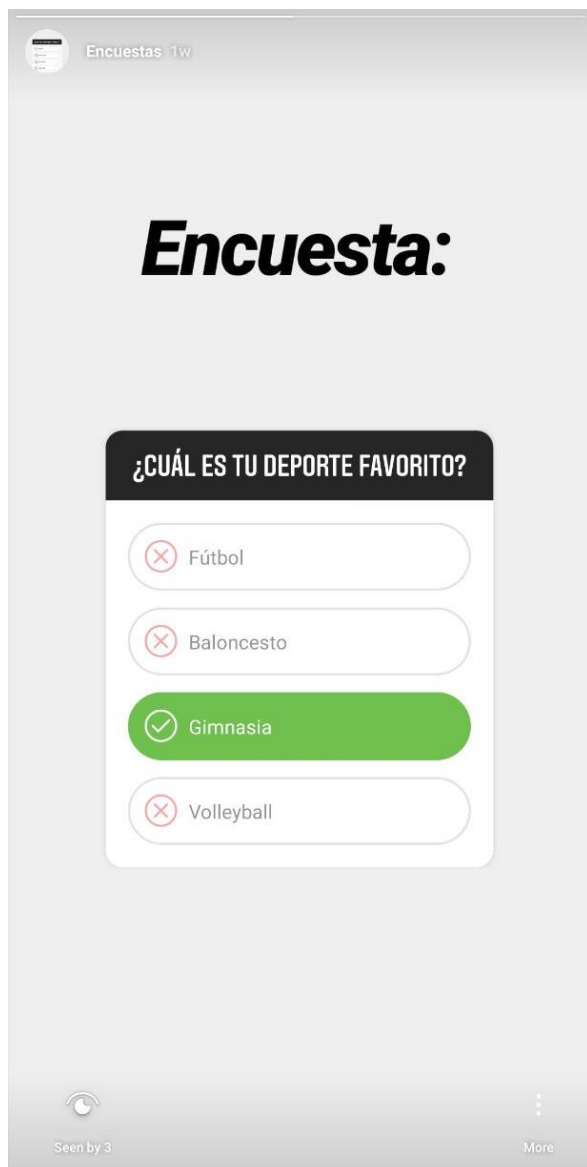 Encuestas 1w
Encuesta:
¿CUÁL ES TU DEPORTE FAVORITO?
Fútbol
Baloncesto
Gimnasia
Volleyball
Seen by 3
More